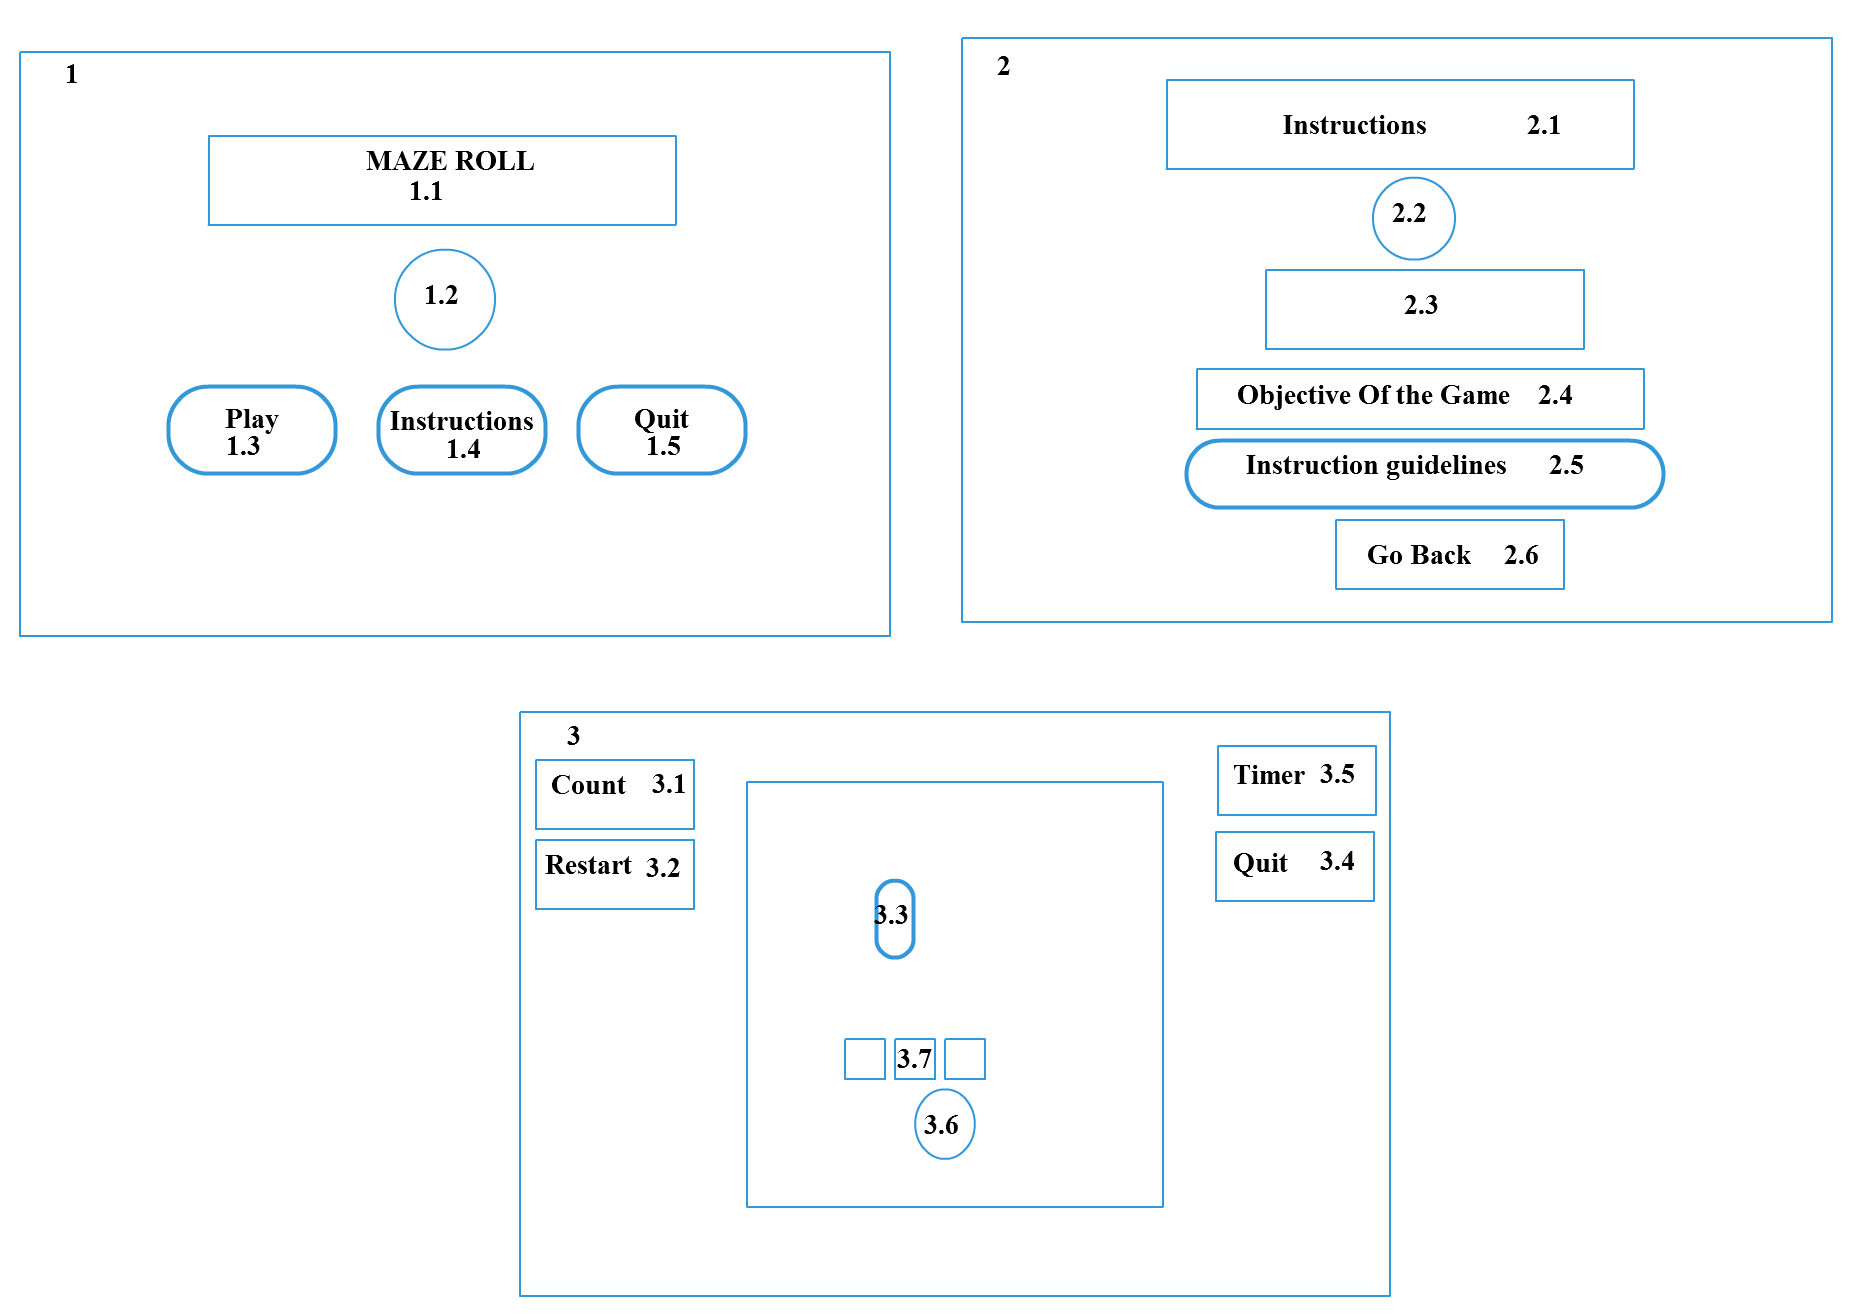 1
MAZE ROLL
1.1
1.2
Play
1.3
Instructions
1.4
Quit
1.5
2
Instructions 2.1
2.2
2.3
Objective Of the Game 2.4
Instruction guidelines 2.5
Go Back 2.6
3
Count 3.1
Restart 3.2
Timer 3.5
Quit 3.4
3.3
3.7
3.6